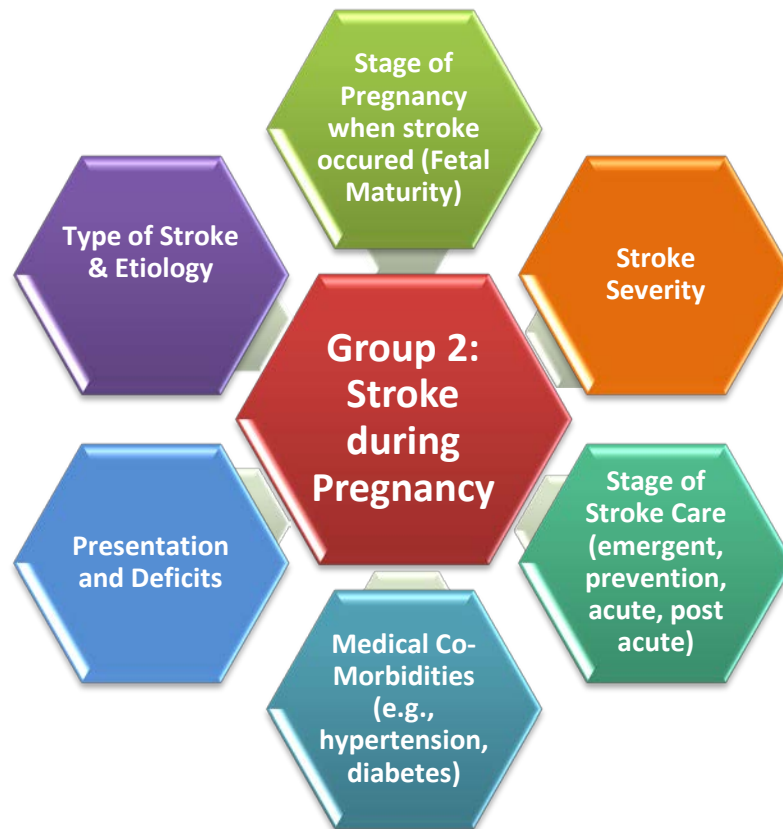 Stage of
Pregnancy
when stroke
occured (Fetal
Maturity)
Type of Stroke
& Etiology
Stroke
Severity
Group 2:
Stroke
during
Pregnancy
Presentation
and Deficits
Stage of
Stroke Care
(emergent,
prevention,
acute, post
acute)
Medical Co-
Morbidities
(e.g.,
hypertension,
diabetes)